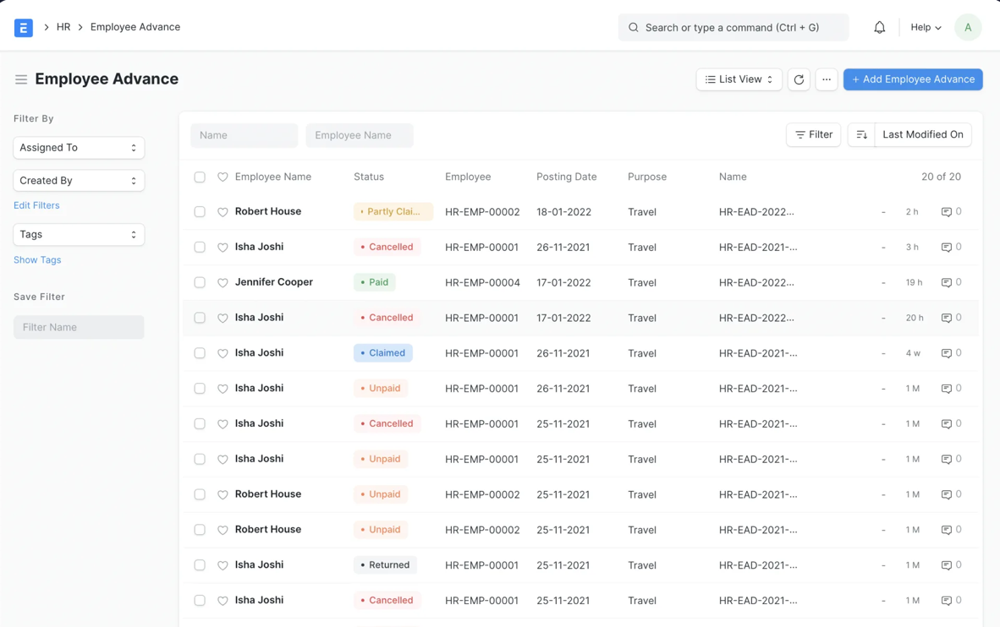 E > HR > Employee Advance Search or type a command (Ctrl + G) Help A
Employee Advance List View ... + Add Employee Advance
Filter By
Assigned To
Created By
Edit Filters
Tags
Show Tags
Save Filter
Filter Name
Name Employee Name Filter Last Modified On
Employee Name Status Employee Posting Date Purpose Name 20 of 20
Robert House Partly Clai... HR-EMP-00002 18-01-2022 Travel HR-EAD-2022... - 2 h 0
Isha Joshi Cancelled HR-EMP-00001 26-11-2021 Travel HR-EAD-2021-... - 3 h 0
Jennifer Cooper Paid HR-EMP-00004 17-01-2022 Travel HR-EAD-2022... - 19 h 0
Isha Joshi Cancelled HR-EMP-00001 17-01-2022 Travel HR-EAD-2022... - 20 h 0
Isha Joshi Claimed HR-EMP-00001 26-11-2021 Travel HR-EAD-2021-... - 4 w 0
Isha Joshi Unpaid HR-EMP-00001 26-11-2021 Travel HR-EAD-2021-... - 1 M 0
Isha Joshi Cancelled HR-EMP-00001 25-11-2021 Travel HR-EAD-2021-... - 1 M 0
Isha Joshi Unpaid HR-EMP-00001 25-11-2021 Travel HR-EAD-2021-... - 1 M 0
Robert House Unpaid HR-EMP-00002 25-11-2021 Travel HR-EAD-2021-... - 1 M 0
Robert House Unpaid HR-EMP-00002 25-11-2021 Travel HR-EAD-2021-... - 1 M 0
Isha Joshi Returned HR-EMP-00001 25-11-2021 Travel HR-EAD-2021-... - 1 M 0
Isha Joshi Cancelled HR-EMP-00001 25-11-2021 Travel HR-EAD-2021-... - 1 M 0